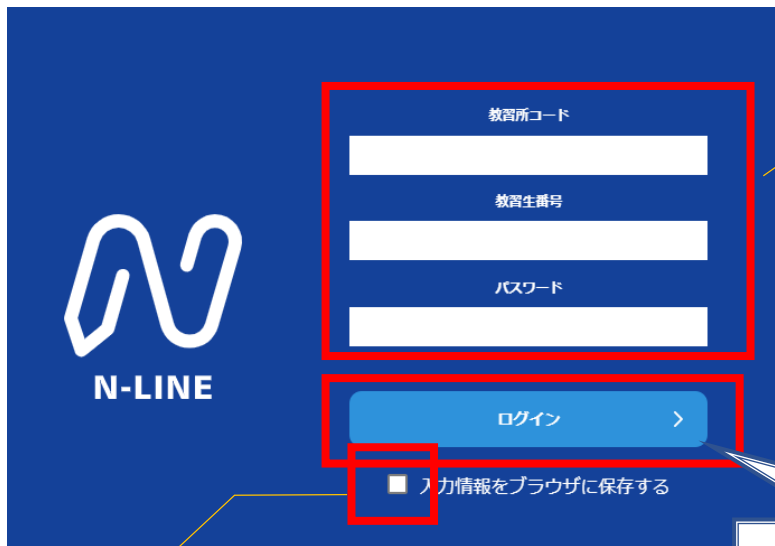 教習所コード
教習生番号
パスワード
N-LINE
ログイン
入力情報をブラウザに保存する